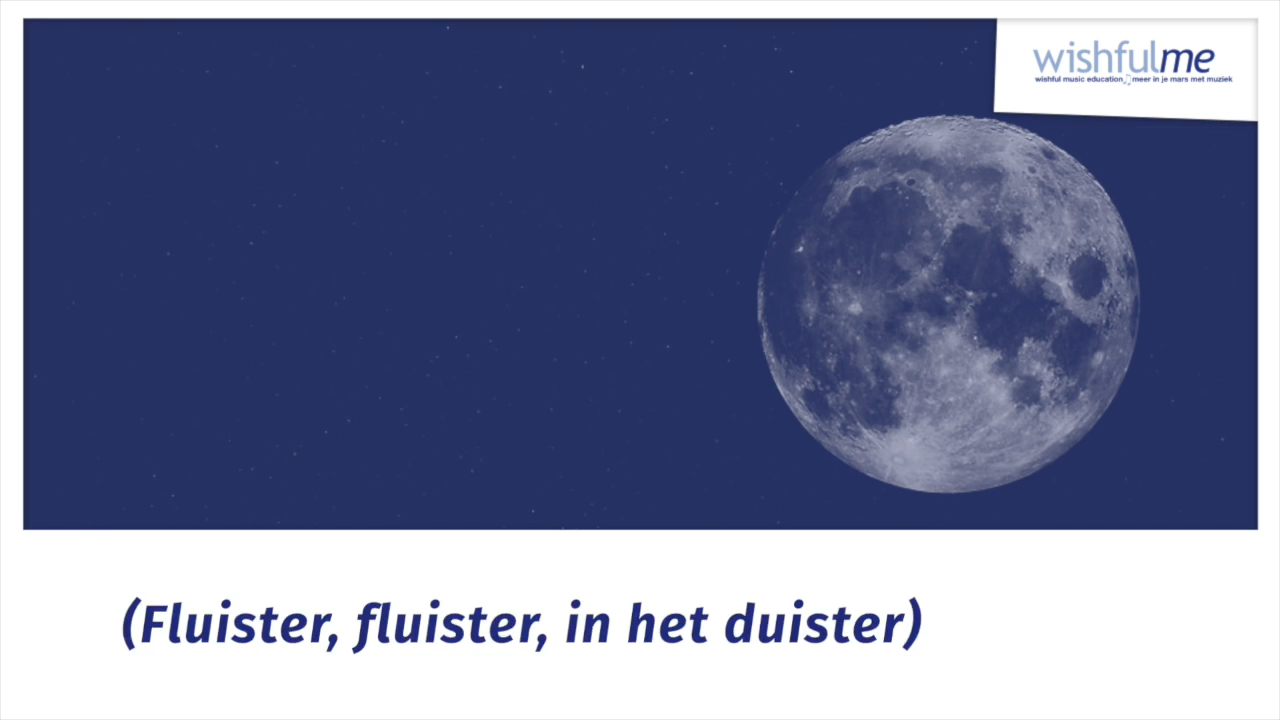 wishfulme
wishful music education♫meer in je mars met muziek
(Fluister, fluister, in het duister)